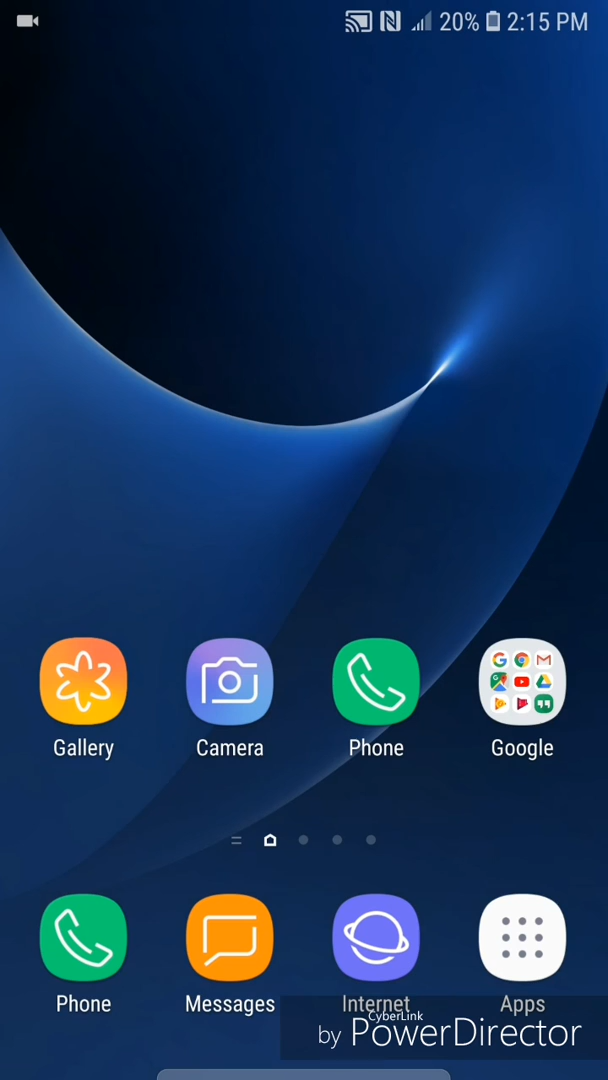 20% 2:15 PM
Gallery Camera Phone Google
Phone Messages Internet Apps
CyberLink
by PowerDirector